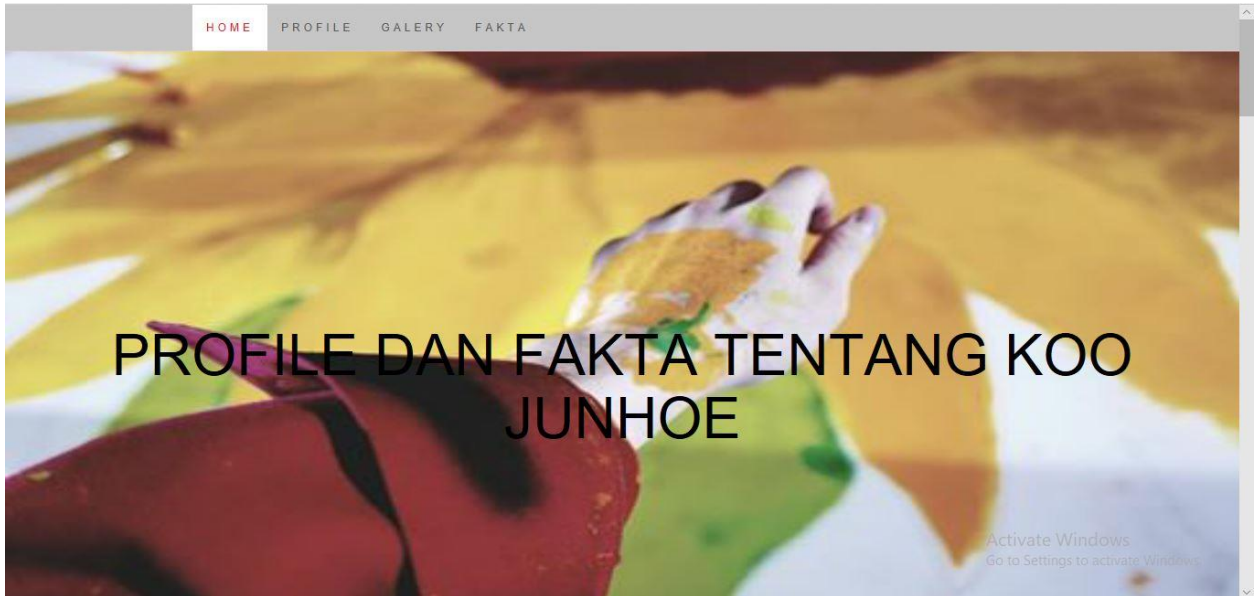 HOME PROFILE GALERY FAKTA
PROFILE DAN FAKTA TENTANG KOO
JUNHOE
Activate Windows
Go to Settings to activate Windows.